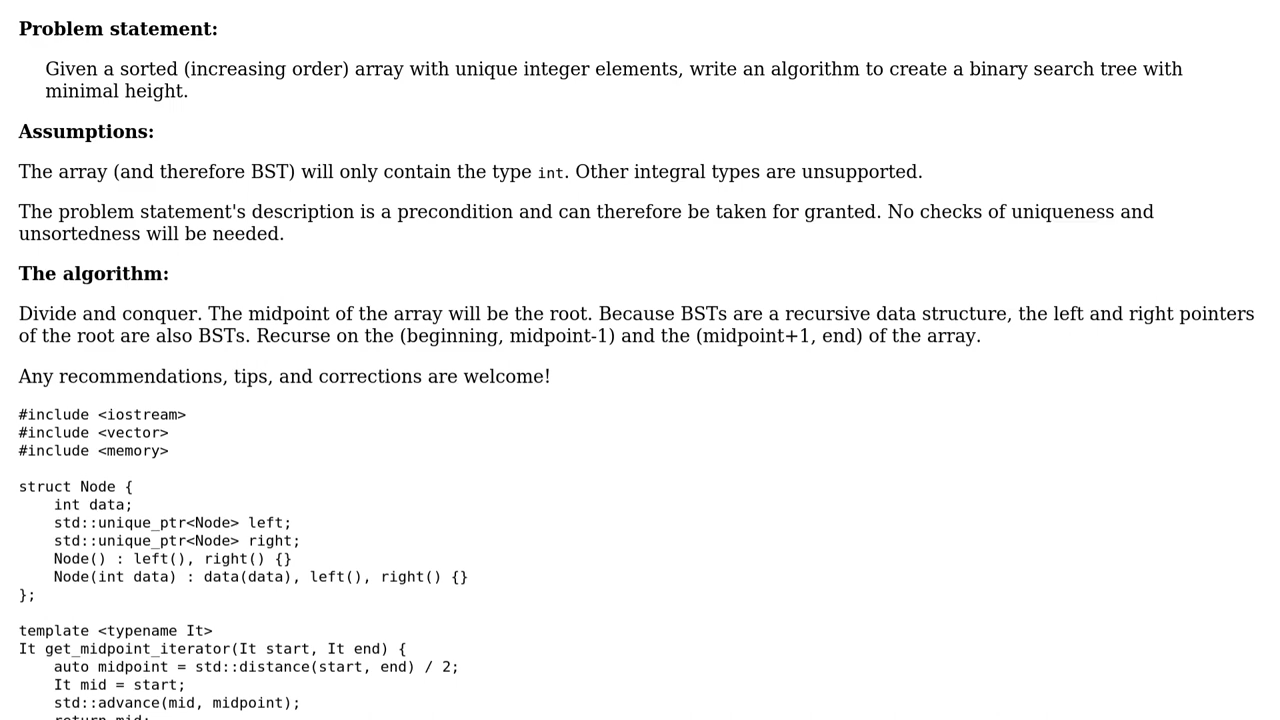 Problem statement:
Given a sorted (increasing order) array with unique integer elements, write an algorithm to create a binary search tree with
minimal height.
Assumptions:
The array (and therefore BST) will only contain the type int. Other integral types are unsupported.
The problem statement's description is a precondition and can therefore be taken for granted. No checks of uniqueness and
unsortedness will be needed.
The algorithm:
Divide and conquer. The midpoint of the array will be the root. Because BSTs are a recursive data structure, the left and right pointers
of the root are also BSTs. Recurse on the (beginning, midpoint-1) and the (midpoint+1, end) of the array.
Any recommendations, tips, and corrections are welcome!
#include <iostream>
#include <vector>
#include <memory>
struct Node {
    int data;
    std::unique_ptr<Node> left;
    std::unique_ptr<Node> right;
    Node() : left(), right() {}
    Node(int data) : data(data), left(), right() {}
};
template <typename It>
It get_midpoint_iterator(It start, It end) {
    auto midpoint = std::distance(start, end) / 2;
    It mid = start;
    std::advance(mid, midpoint);
    return mid;